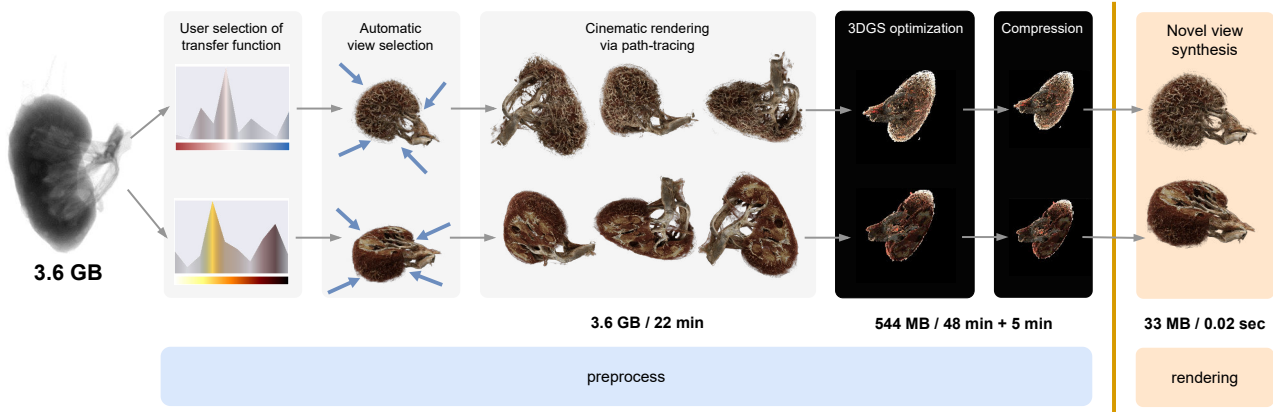 User selection of
transfer function
Automatic
view selection
Cinematic rendering
via path-tracing
3DGS optimization
Compression
Novel view
synthesis
3.6 GB
3.6 GB / 22 min
544 MB / 48 min + 5 min
33 MB / 0.02 sec
preprocess
rendering